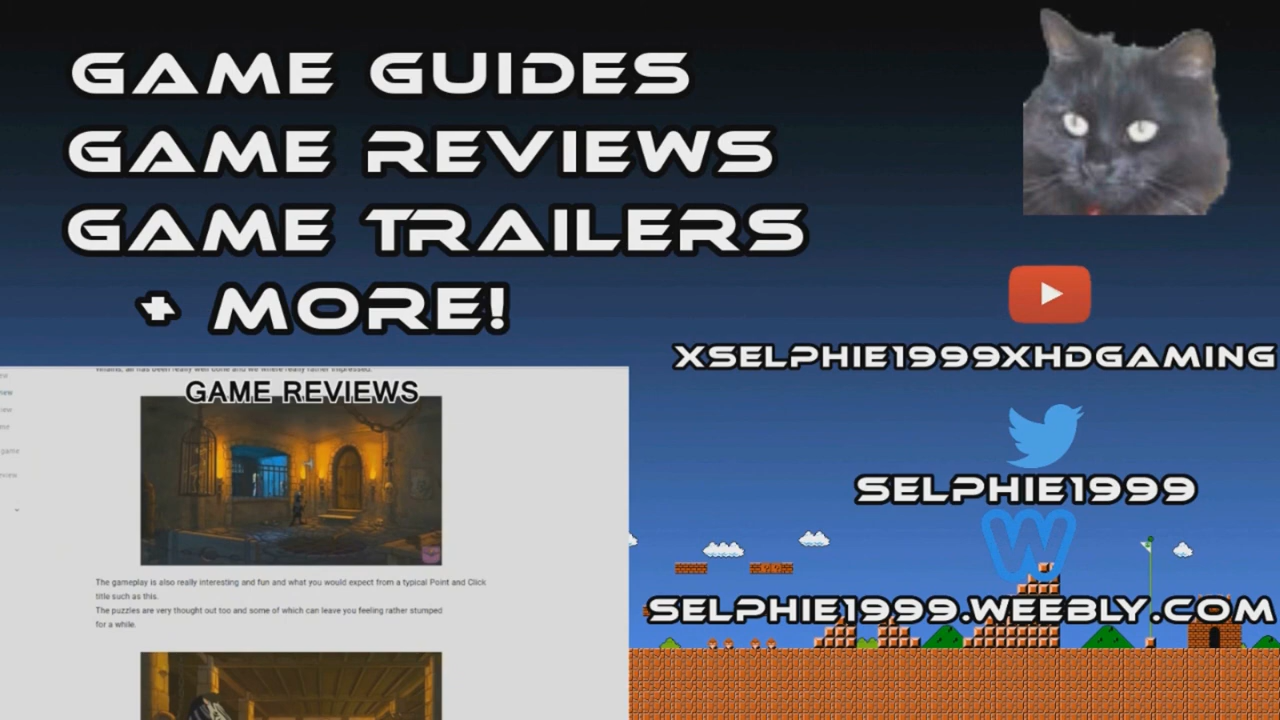 GAME GUIDES
GAME REVIEWS
GAME TRAILERS
+ MORE!
XSELPHIE1999XHDGAMING
SELPHIE1999
SELPHIE1999.WEEBLY.COM
GAME REVIEWS
game
The gameplay is also really interesting and fun and what you would expect from a typical Point and Click
title such as this.
The puzzles are very thought out too and some of which can leave you feeling rather stumped
for a while.